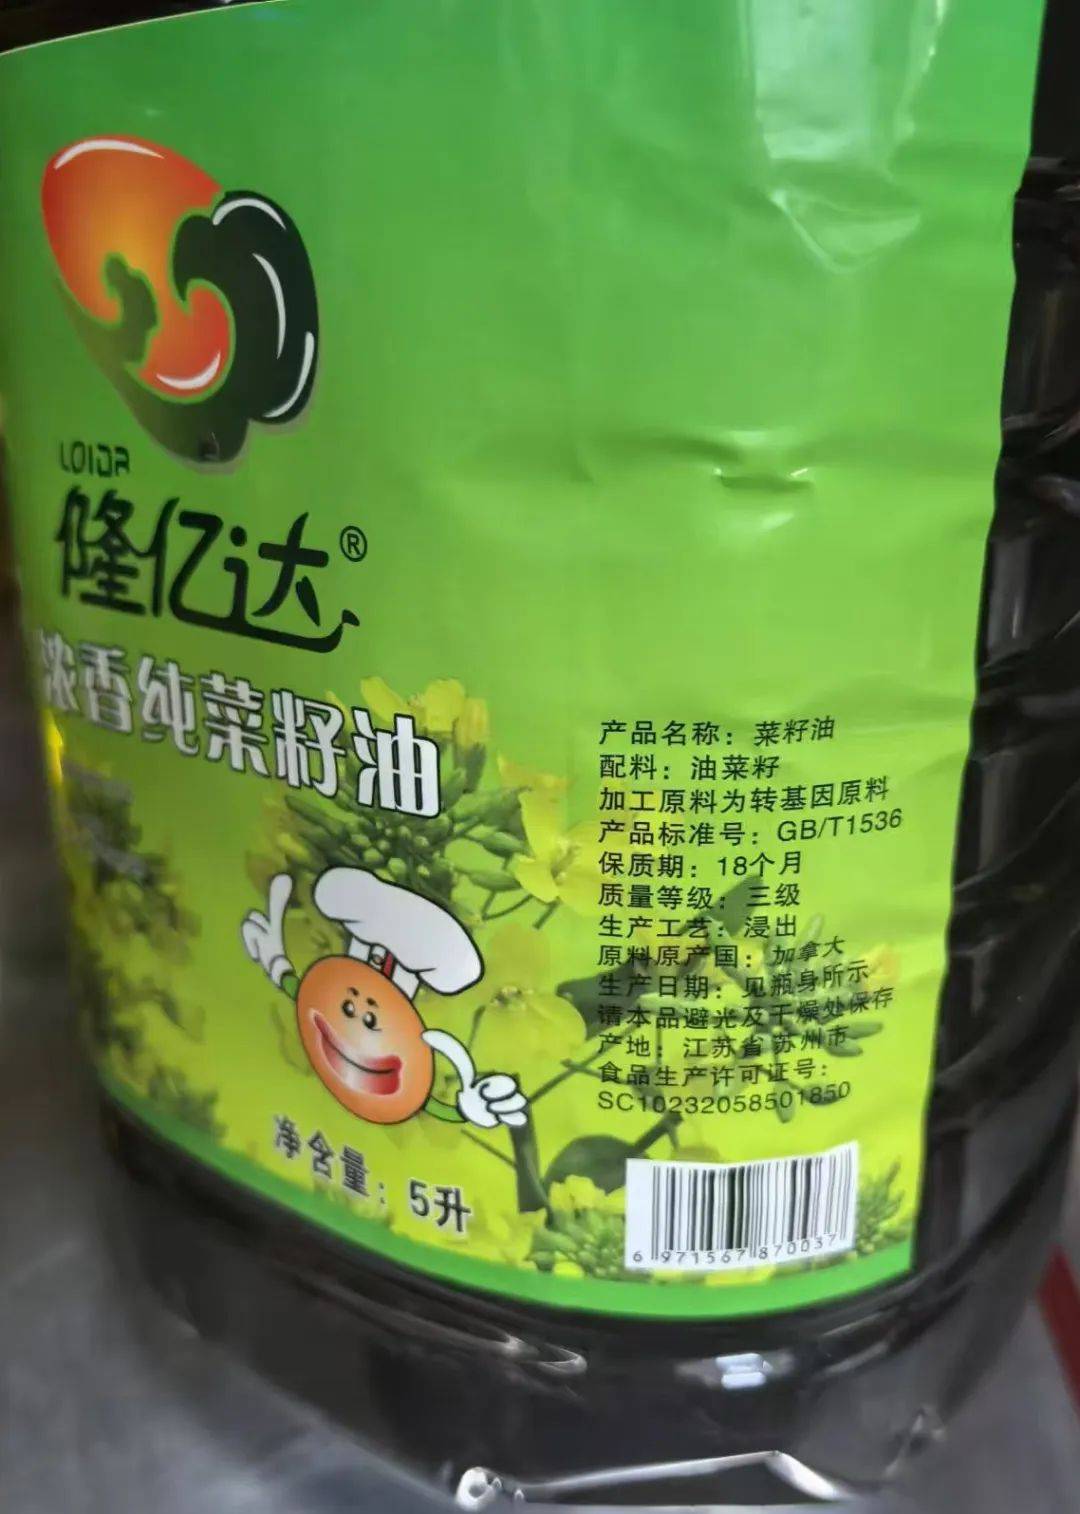 LOIDA
隆亿达®
浓香纯菜籽油
产品名称：菜籽油
配料：油菜籽
加工原料为转基因原料
产品标准号：GB/T1536
保质期：18个月
质量等级：三级
生产工艺：浸出
原料原产国：加拿大
生产日期：见瓶身所示
请本品避光及干燥处保存
产地：江苏省苏州市
食品生产许可证号：
SC10232058501850
净含量：5升
6 971567 870037